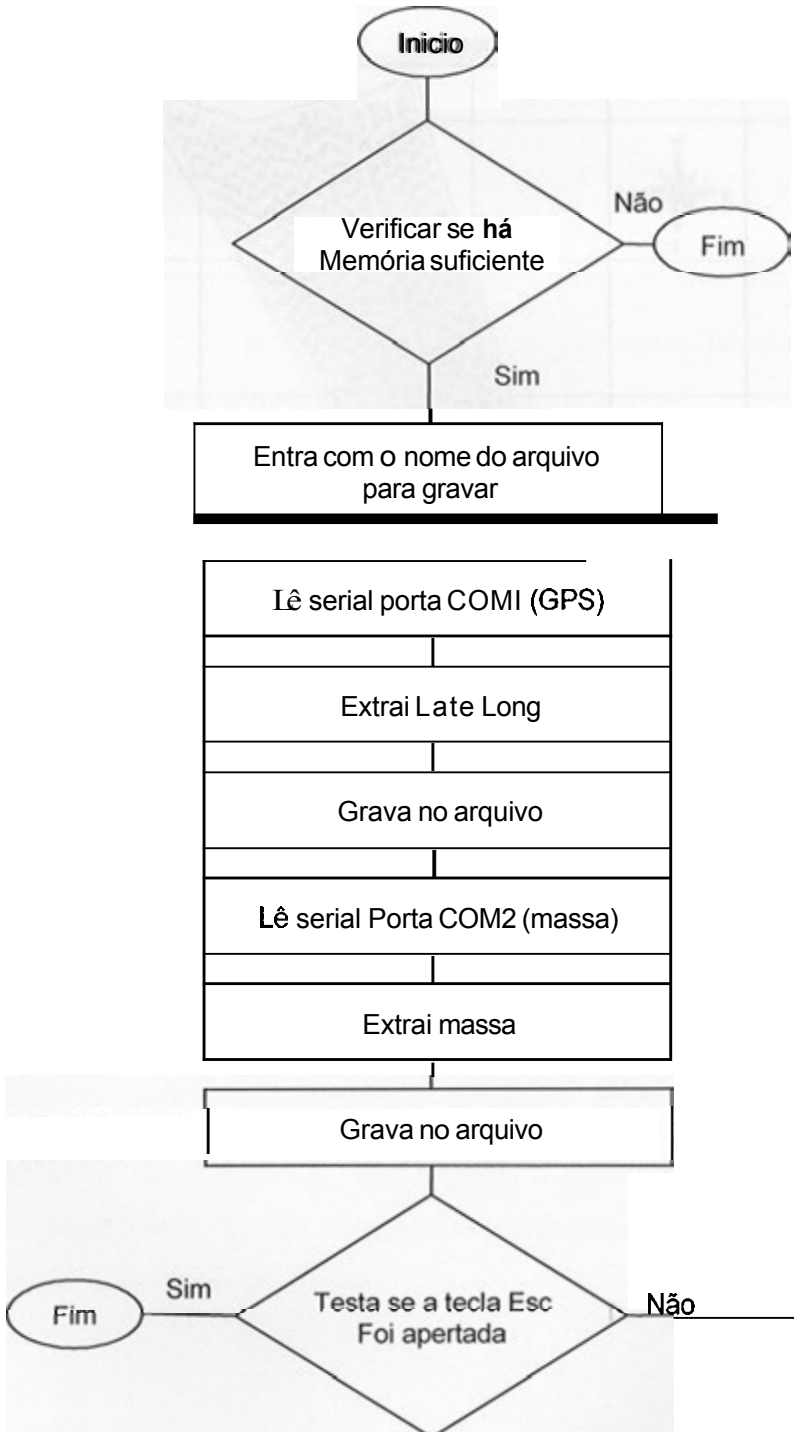 Inicio
Verificar se há
Memória suficiente
Não
Fim
Sim
Entra com o nome do arquivo
para gravar
Lê serial porta COMI (GPS)
Extrai Late Long
Grava no arquivo
Lê serial Porta COM2 (massa)
Extrai massa
Grava no arquivo
Fim
Sim
Testa se a tecla Esc
Foi apertada
Não